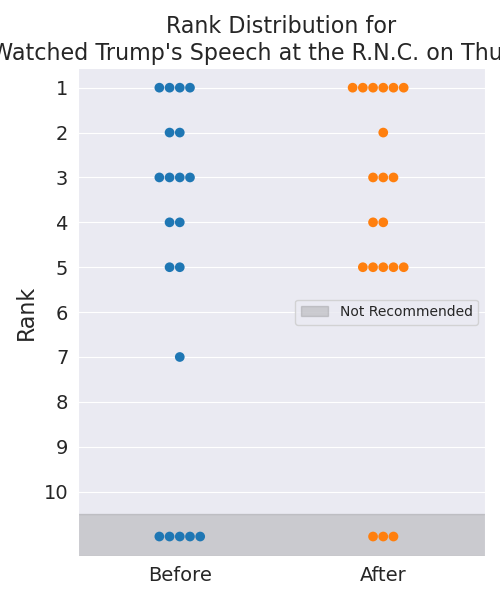 Rank Distribution for
Watched Trump's Speech at the R.N.C. on Thu
1
2
3
4
5
6
7
8
9
10
Rank
Not Recommended
Before After